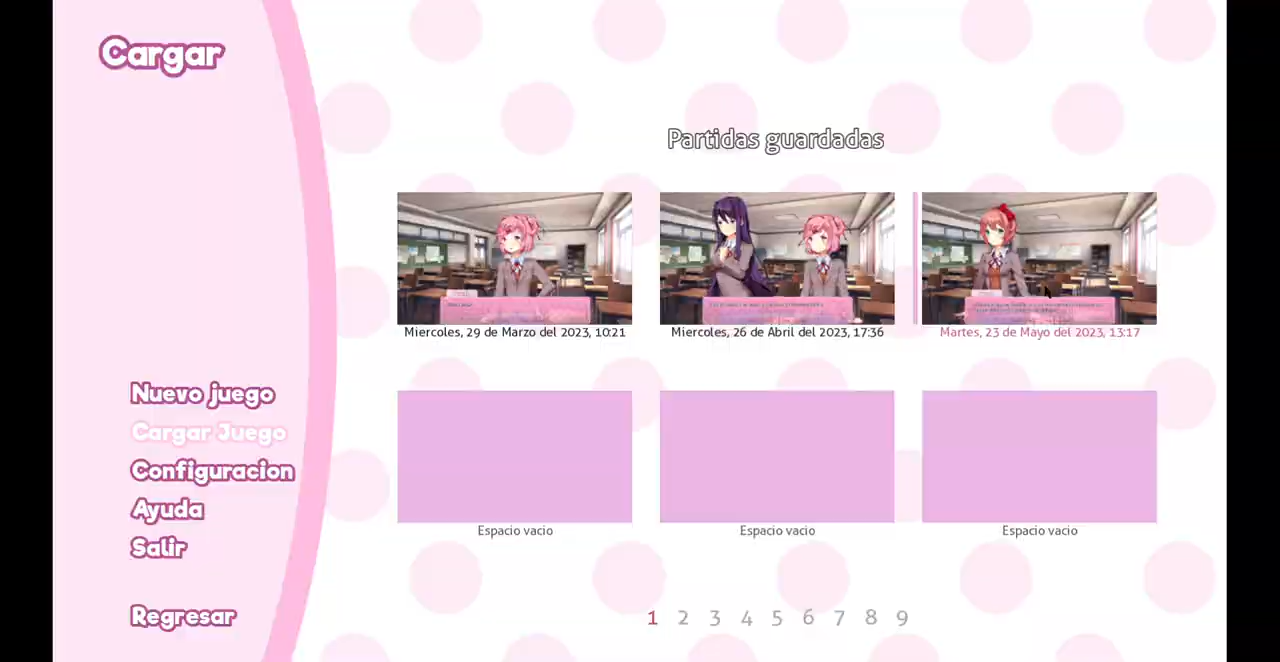 Cargar
Partidas guardadas
Miercoles, 29 de Marzo del 2023, 10:21
Miercoles, 26 de Abril del 2023, 17:36
Martes, 23 de Mayo del 2023, 13:17
Nuevo juego
Cargar Juego
Configuracion
Ayuda
Salir
Espacio vacio
Espacio vacio
Espacio vacio
Regresar
1 2 3 4 5 6 7 8 9